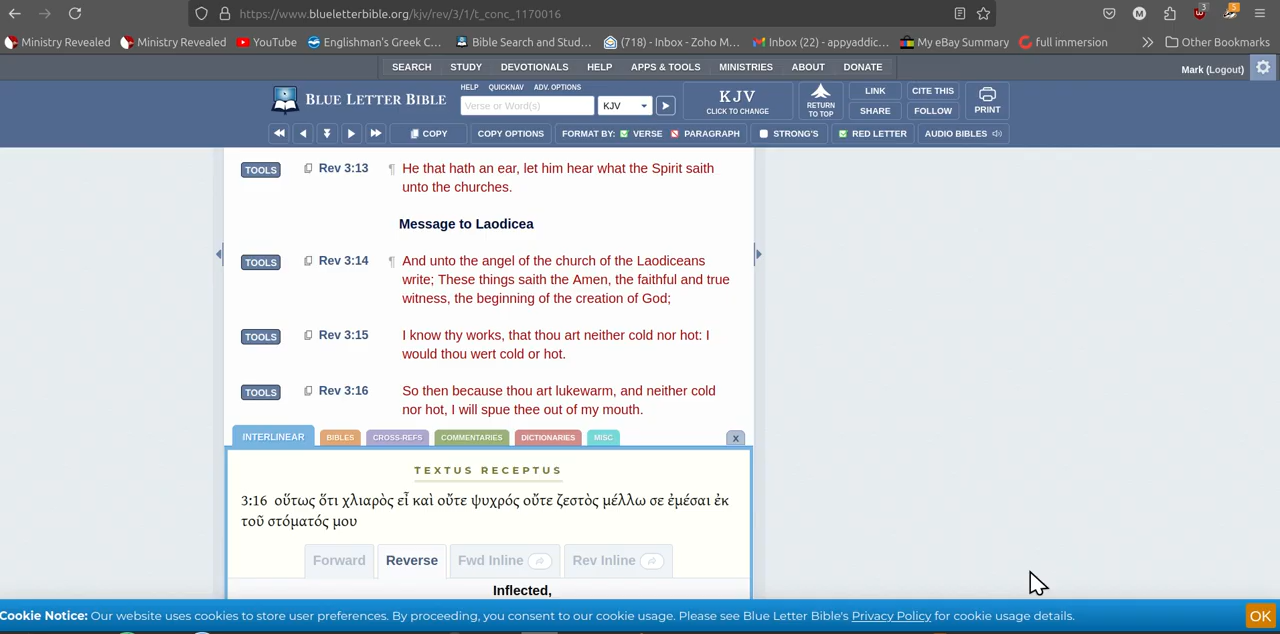 https://www.blueletterbible.org/kjv/rev/3/1/t_conc_1170016
M
3
5
Ministry Revealed
Ministry Revealed
YouTube
Englishman's Greek C...
Bible Search and Stud...
(718) - Inbox - Zoho M...
Inbox (22) - appyaddic...
My eBay Summary
full immersion
Other Bookmarks
SEARCH STUDY DEVOTIONALS HELP APPS & TOOLS MINISTRIES ABOUT DONATE
Mark (Logout)
BLUE LETTER BIBLE
HELP QUICKNAV ADV. OPTIONS
Verse or Word(s)
KJV
KJV
CLICK TO CHANGE
RETURN
TO TOP
LINK
CITE THIS
SHARE
FOLLOW
PRINT
COPY
COPY OPTIONS
FORMAT BY: VERSE PARAGRAPH
STRONG'S
RED LETTER
AUDIO BIBLES
TOOLS Rev 3:13 ¶ He that hath an ear, let him hear what the Spirit saith
unto the churches.
Message to Laodicea
TOOLS Rev 3:14 ¶ And unto the angel of the church of the Laodiceans
write; These things saith the Amen, the faithful and true
witness, the beginning of the creation of God;
TOOLS Rev 3:15 I know thy works, that thou art neither cold nor hot: I
would thou wert cold or hot.
TOOLS Rev 3:16 So then because thou art lukewarm, and neither cold
nor hot, I will spue thee out of my mouth.
INTERLINEAR BIBLES CROSS-REFS COMMENTARIES DICTIONARIES MISC x
TEXTUS RECEPTUS
3:16 οὕτως ὅτι χλιαρὸς εἶ καὶ οὔτε ψυχρός οὔτε ζεστὸς μέλλω σε ἐμέσαι ἐκ
τοῦ στόματός μου
Forward Reverse Fwd Inline Rev Inline
Inflected,
Cookie Notice: Our website uses cookies to store user preferences. By proceeding, you consent to our cookie usage. Please see Blue Letter Bible's Privacy Policy for cookie usage details.
OK